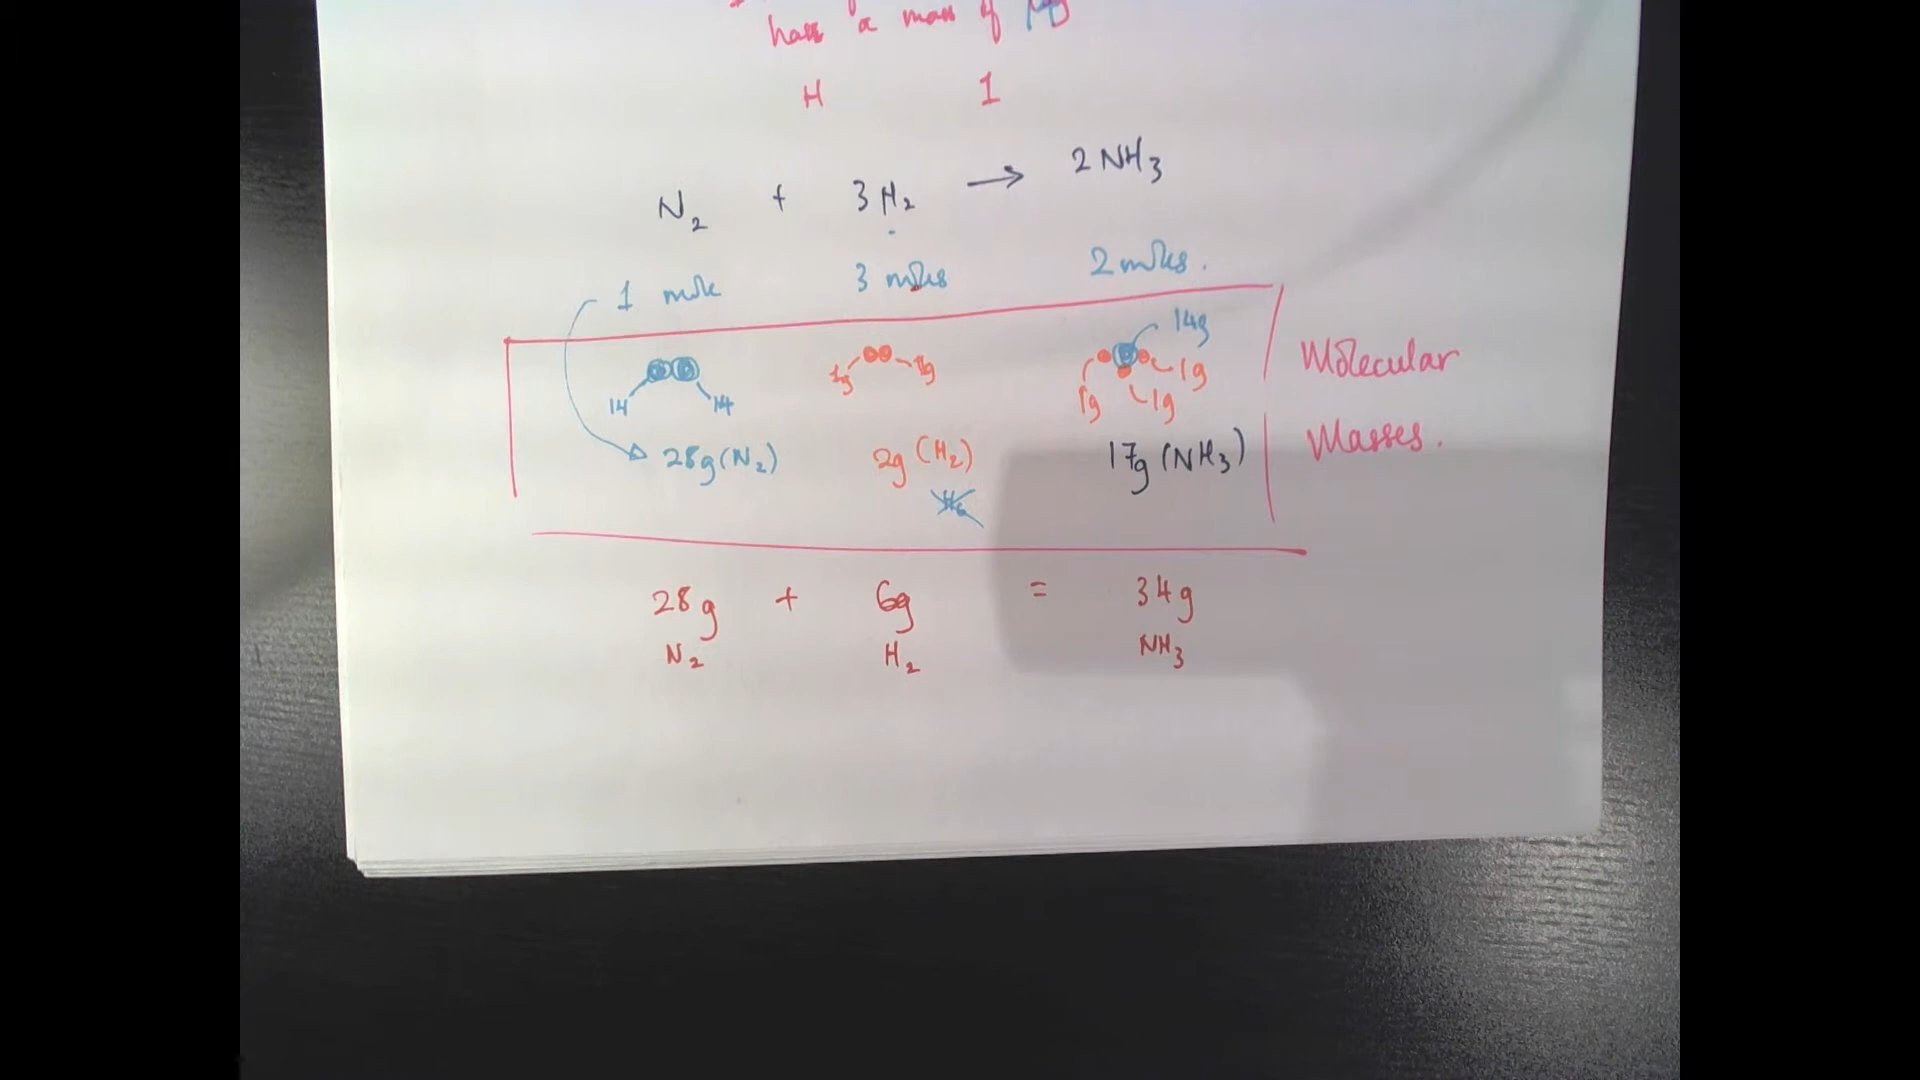 has a mass of
H 1
N₂ + 3H₂ → 2NH₃
1 mole 3 moles 2 moles.
14g
1g 1g 1g
14 14 1g 1g
Molecular
28g (N₂) 2g (H₂) 17g (NH₃)
Masses.
28g + 6g = 34g
N₂ H₂ NH₃